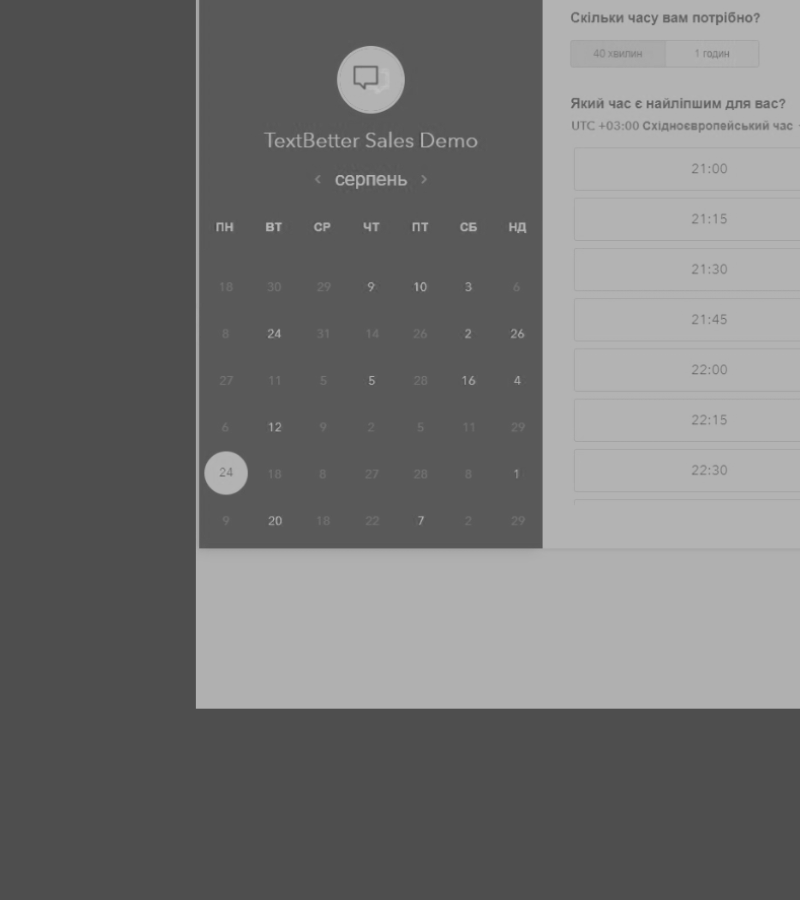 Скільки часу вам потрібно?
40 хвилин 1 годин
TextBetter Sales Demo
‹ серпень ›
ПН ВТ СР ЧТ ПТ СБ НД
18 30 29 9 10 3 6
8 24 31 14 26 2 26
27 11 5 5 28 16 4
6 12 9 2 5 11 29
24 18 8 27 28 8 1
9 20 18 22 7 2 29
Який час є найліпшим для вас?
UTC +03:00 Східноєвропейський час
21:00
21:15
21:30
21:45
22:00
22:15
22:30